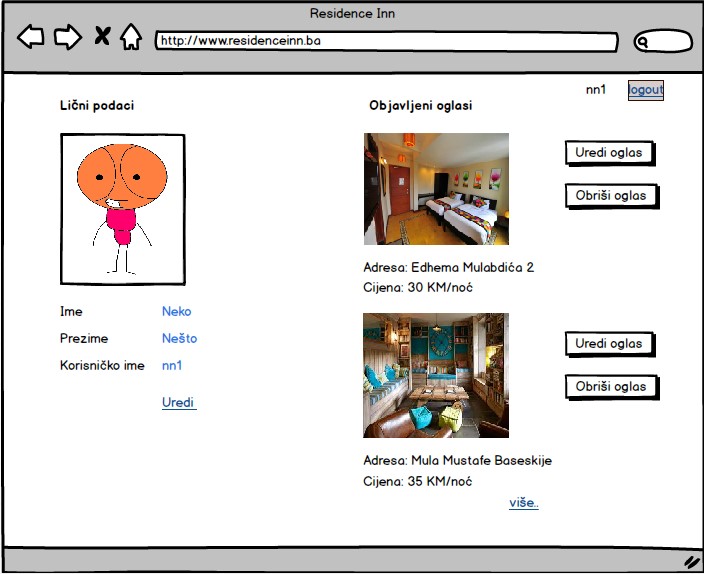 Residence Inn
http://www.residenceinn.ba
nn1 logout
Lični podaci
Objavljeni oglasi
Ime Neko
Prezime Nešto
Korisničko ime nn1
Uredi
Uredi oglas
Obriši oglas
Adresa: Edhema Mulabdića 2
Cijena: 30 KM/noć
Uredi oglas
Obriši oglas
Adresa: Mula Mustafe Baseskije
Cijena: 35 KM/noć
više..